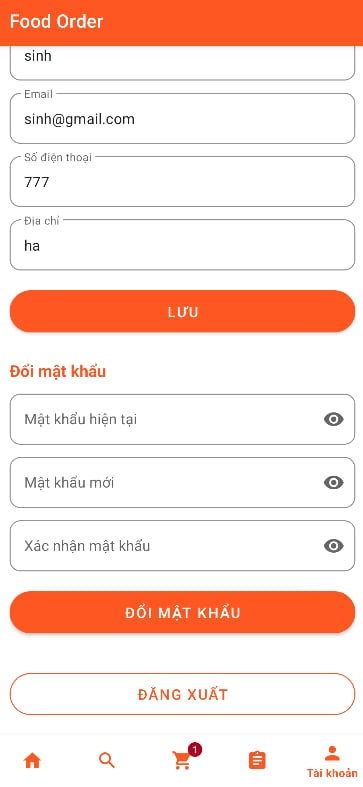 Food Order
sinh
Email
sinh@gmail.com
Số điện thoại
777
Địa chỉ
ha
LƯU
Đổi mật khẩu
Mật khẩu hiện tại
Mật khẩu mới
Xác nhận mật khẩu
ĐỔI MẬT KHẨU
ĐĂNG XUẤT
1
Tài khoản